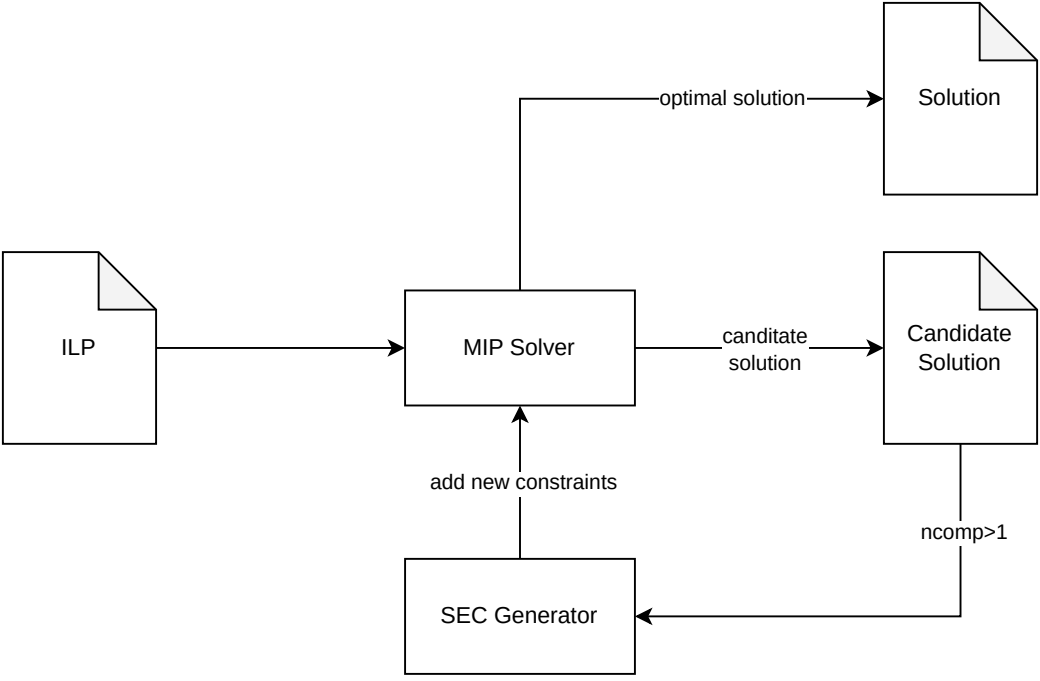 optimal solution
Solution
ILP
MIP Solver
canditate
solution
Candidate
Solution
add new constraints
ncomp>1
SEC Generator